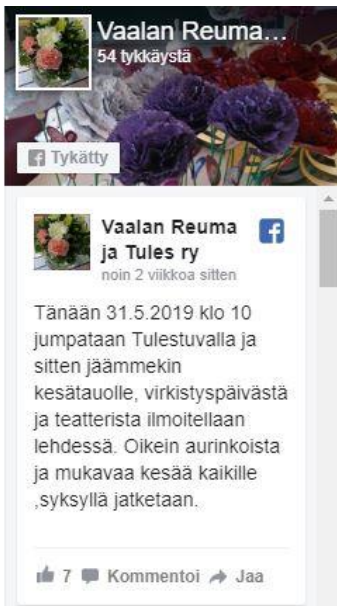 Vaalan Reuma...
54 tykkäystä
Tykätty
Vaalan Reuma
ja Tules ry
noin 2 viikkoa sitten
Tänään 31.5.2019 klo 10
jumpataan Tulestuvalla ja
sitten jäämmekin
kesätauolle, virkistyspäivästä
ja teatterista ilmoitellaan
lehdessä. Oikein aurinkoista
ja mukavaa kesää kaikille
,syksyllä jatketaan.
7 Kommentoi Jaa